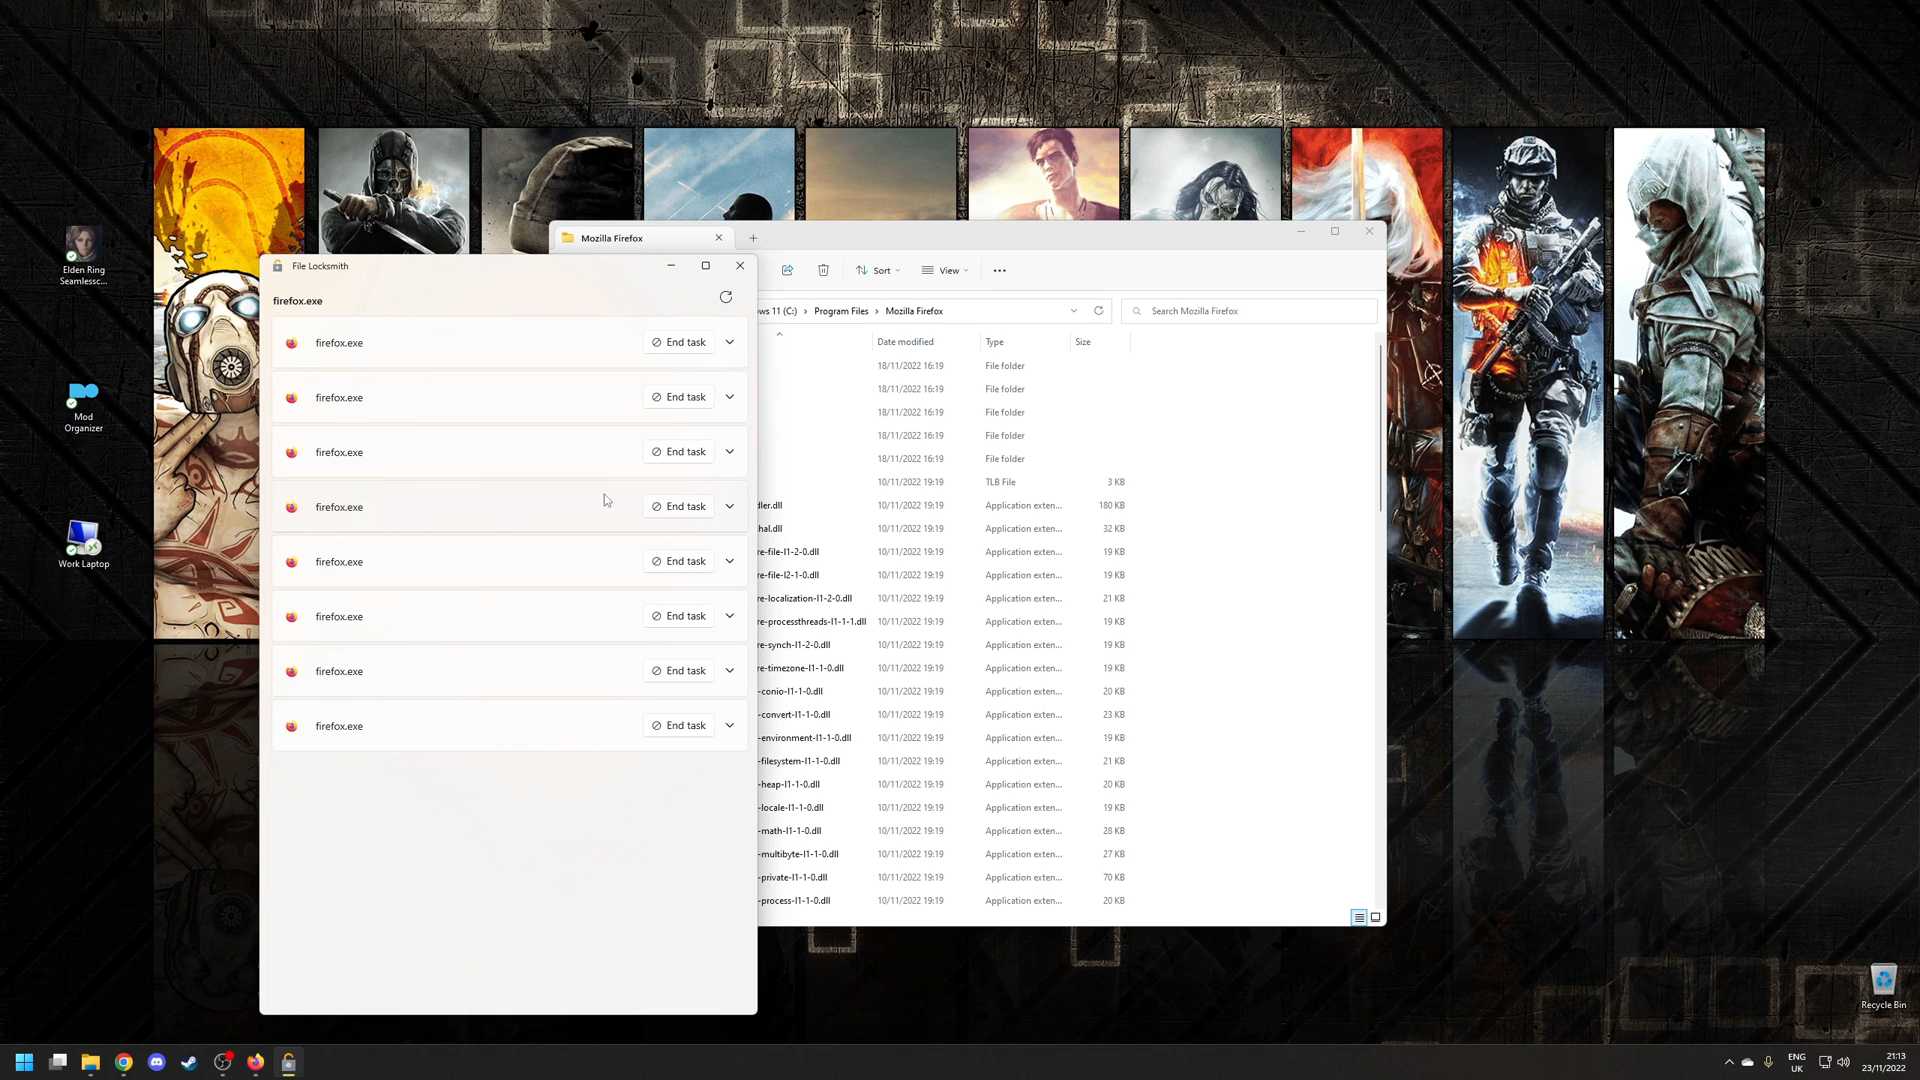 Elden Ring
Seamlessc...
Mod
Organizer
Work Laptop
Recycle Bin
Mozilla Firefox
Sort
View
File Locksmith
firefox.exe
firefox.exe End task
firefox.exe End task
firefox.exe End task
firefox.exe End task
firefox.exe End task
firefox.exe End task
firefox.exe End task
firefox.exe End task
ows 11 (C:) > Program Files > Mozilla Firefox
Search Mozilla Firefox
Date modified Type Size
18/11/2022 16:19 File folder
18/11/2022 16:19 File folder
18/11/2022 16:19 File folder
18/11/2022 16:19 File folder
18/11/2022 16:19 File folder
10/11/2022 19:19 TLB File 3 KB
dler.dll 10/11/2022 19:19 Application exten... 180 KB
hal.dll 10/11/2022 19:19 Application exten... 32 KB
re-file-l1-2-0.dll 10/11/2022 19:19 Application exten... 19 KB
re-file-l2-1-0.dll 10/11/2022 19:19 Application exten... 19 KB
re-localization-l1-2-0.dll 10/11/2022 19:19 Application exten... 21 KB
re-processthreads-l1-1-1.dll 10/11/2022 19:19 Application exten... 19 KB
re-synch-l1-2-0.dll 10/11/2022 19:19 Application exten... 19 KB
re-timezone-l1-1-0.dll 10/11/2022 19:19 Application exten... 19 KB
-conio-l1-1-0.dll 10/11/2022 19:19 Application exten... 20 KB
-convert-l1-1-0.dll 10/11/2022 19:19 Application exten... 23 KB
-environment-l1-1-0.dll 10/11/2022 19:19 Application exten... 19 KB
-filesystem-l1-1-0.dll 10/11/2022 19:19 Application exten... 21 KB
-heap-l1-1-0.dll 10/11/2022 19:19 Application exten... 20 KB
-locale-l1-1-0.dll 10/11/2022 19:19 Application exten... 19 KB
-math-l1-1-0.dll 10/11/2022 19:19 Application exten... 28 KB
-multibyte-l1-1-0.dll 10/11/2022 19:19 Application exten... 27 KB
-private-l1-1-0.dll 10/11/2022 19:19 Application exten... 70 KB
-process-l1-1-0.dll 10/11/2022 19:19 Application exten... 20 KB
ENG
UK
21:13
23/11/2022